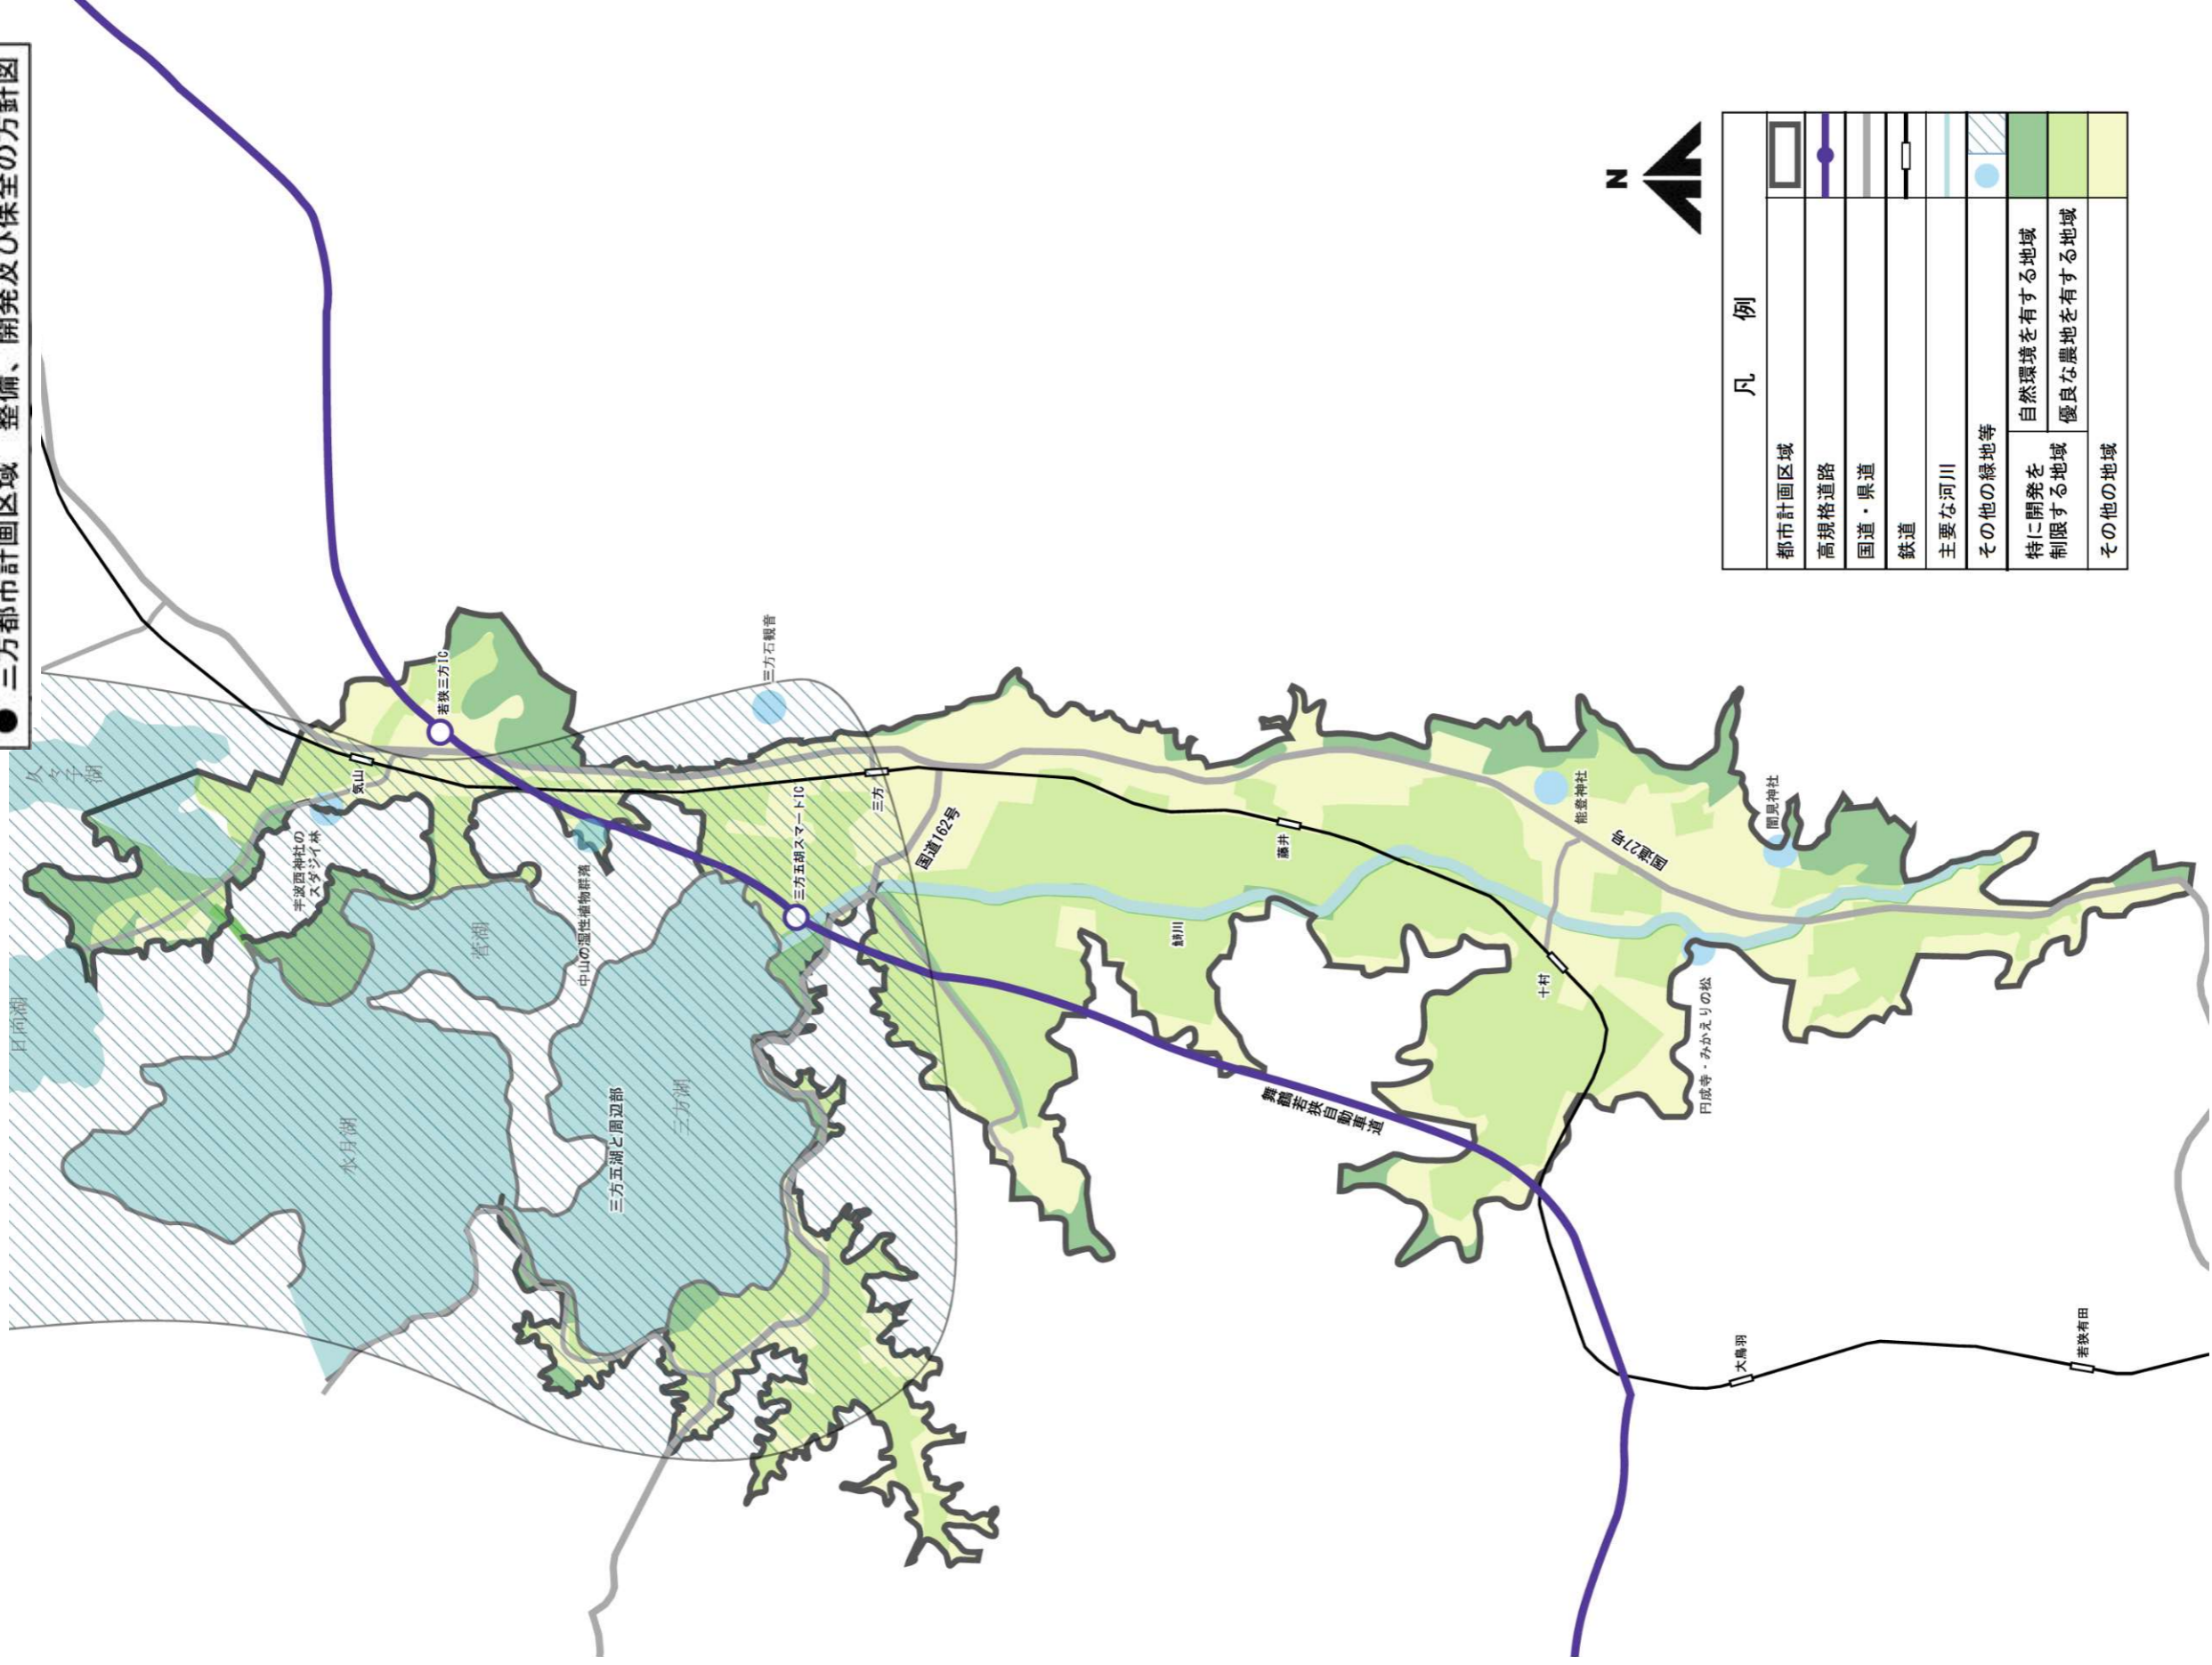 ● 三方都市計画区域　整備、開発及び保全の方針図
久々子湖
日向湖
水月湖
菅湖
三方湖
三方五湖と周辺部
宇波西神社の
スダジイ林
気山
若狭三方IC
中山の湿性植物群落
三方石観音
三方五湖スマートIC
三方
国道162号
鰣川
藤井
舞鶴若狭自動車道
十村
能登神社
国道27号
闇見神社
円成寺・みかえりの松
大鳥羽
若狭有田
N
凡　例
都市計画区域
高規格道路
国道・県道
鉄道
主要な河川
その他の緑地等
特に開発を
制限する地域
自然環境を有する地域
優良な農地を有する地域
その他の地域